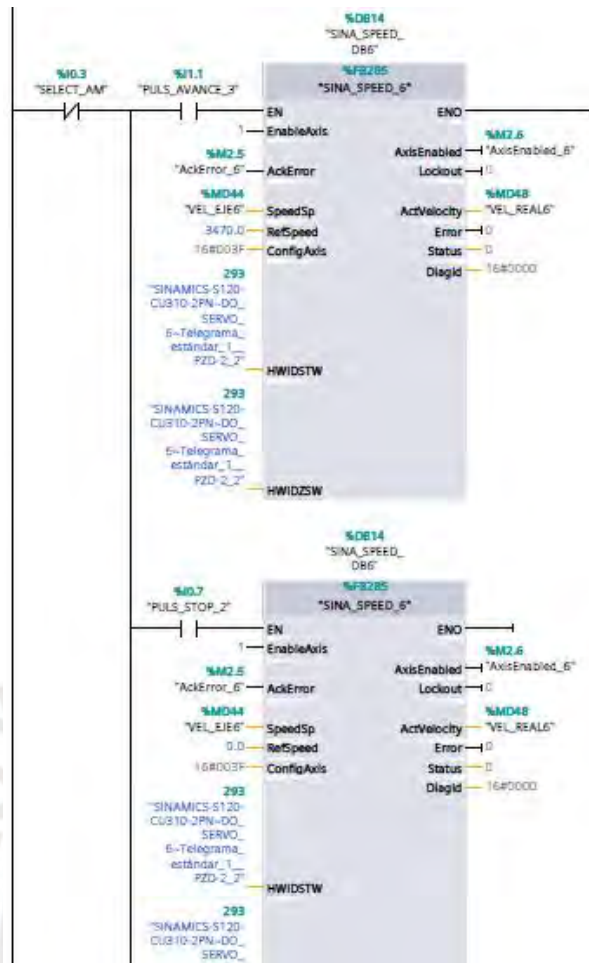 %DB14
"SINA_SPEED_
DB6"
%I0.3
"SELECT_AM"
%I1.1
"PULS_AVANCE_3"
%FB285
"SINA_SPEED_6"
EN
ENO
1
EnableAxis
%M2.6
AxisEnabled
"AxisEnabled_6"
%M2.5
"AckError_6"
AckError
Lockout
0
%MD44
"VEL_EJE6"
SpeedSp
%MD48
ActVelocity
"VEL_REAL6"
3470.0
RefSpeed
Error
0
16#003F
ConfigAxis
Status
0
DiagId
16#0000
293
"SINAMICS-S120-
CU310-2PN~DO_
SERVO_
6~Telegrama_
estándar_1__
PZD-2_2"
HWIDSTW
293
"SINAMICS-S120-
CU310-2PN~DO_
SERVO_
6~Telegrama_
estándar_1__
PZD-2_2"
HWIDZSW
%DB14
"SINA_SPEED_
DB6"
%I0.7
"PULS_STOP_2"
%FB285
"SINA_SPEED_6"
EN
ENO
1
EnableAxis
%M2.6
AxisEnabled
"AxisEnabled_6"
%M2.5
"AckError_6"
AckError
Lockout
0
%MD44
"VEL_EJE6"
SpeedSp
%MD48
ActVelocity
"VEL_REAL6"
0.0
RefSpeed
Error
0
16#003F
ConfigAxis
Status
0
DiagId
16#0000
293
"SINAMICS-S120-
CU310-2PN~DO_
SERVO_
6~Telegrama_
estándar_1__
PZD-2_2"
HWIDSTW
293
"SINAMICS-S120-
CU310-2PN~DO_
SERVO_